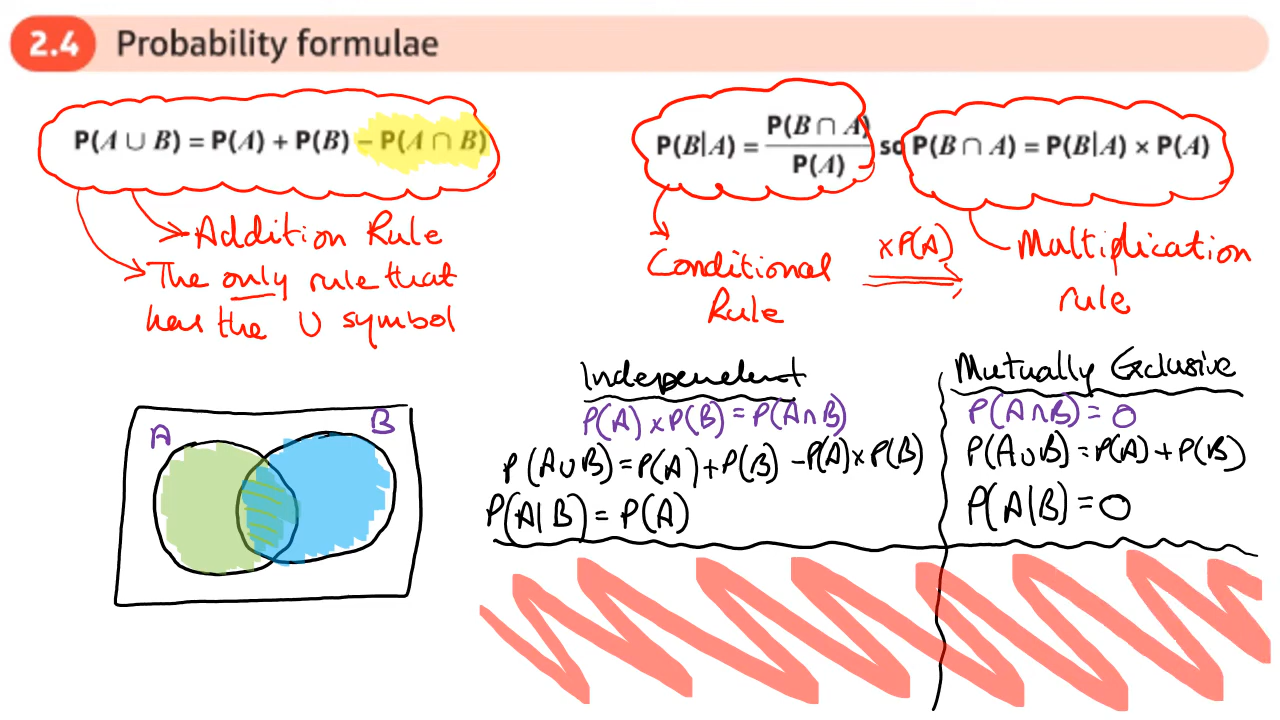 2.4 Probability formulae
P(A ∪ B) = P(A) + P(B) − P(A ∩ B)
P(B|A) = P(B ∩ A) / P(A) so P(B ∩ A) = P(B|A) × P(A)
Addition Rule
The only rule that
has the U symbol
Conditional
Rule
×P(A)
Multiplication
rule
Independent
P(A) × P(B) = P(A∩B)
P(A∪B) = P(A) + P(B) − P(A) × P(B)
P(A|B) = P(A)
Mutually Exclusive
P(A∩B) = 0
P(A∪B) = P(A) + P(B)
P(A|B) = 0
A
B